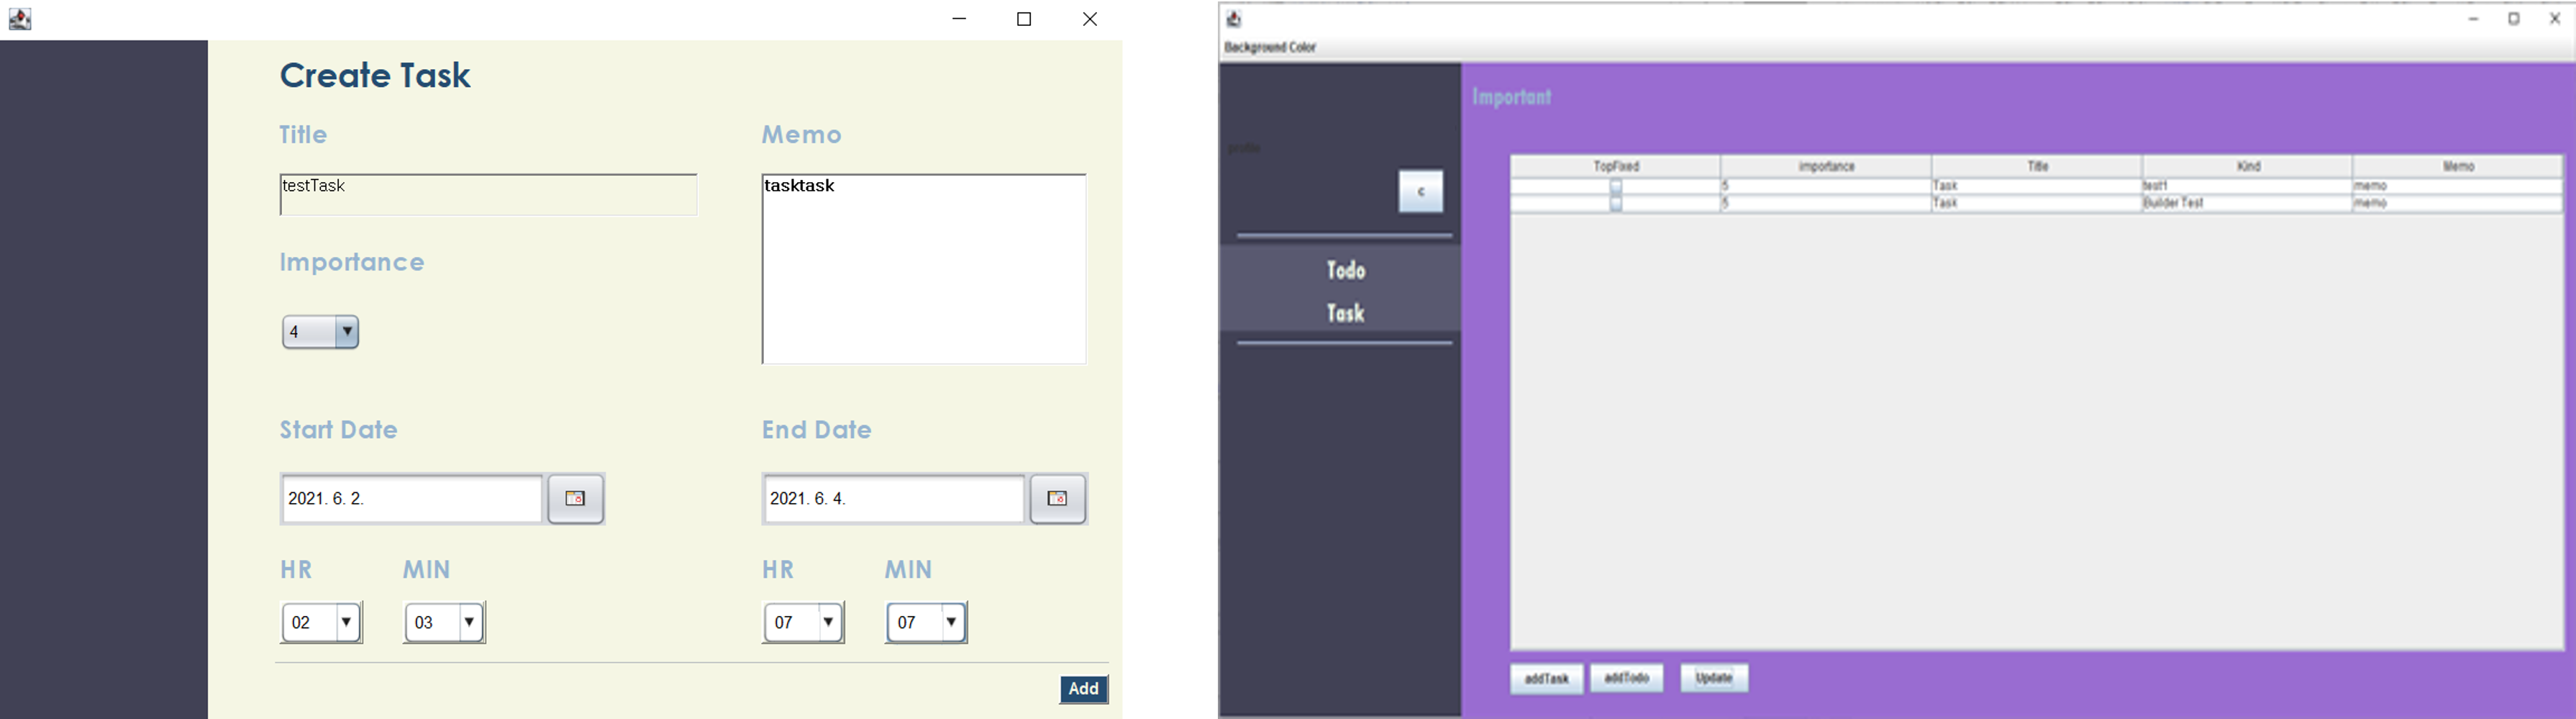 Create Task
Title
Memo
testTask
tasktask
Importance
4
Start Date
End Date
2021. 6. 2.
2021. 6. 4.
HR
MIN
HR
MIN
02
03
07
07
Add
Background Color
Important
profile
c
Todo
Task
TopFixed importance Title Kind Memo
5 Task test1 memo
5 Task Builder Test memo
addTask
addTodo
Update